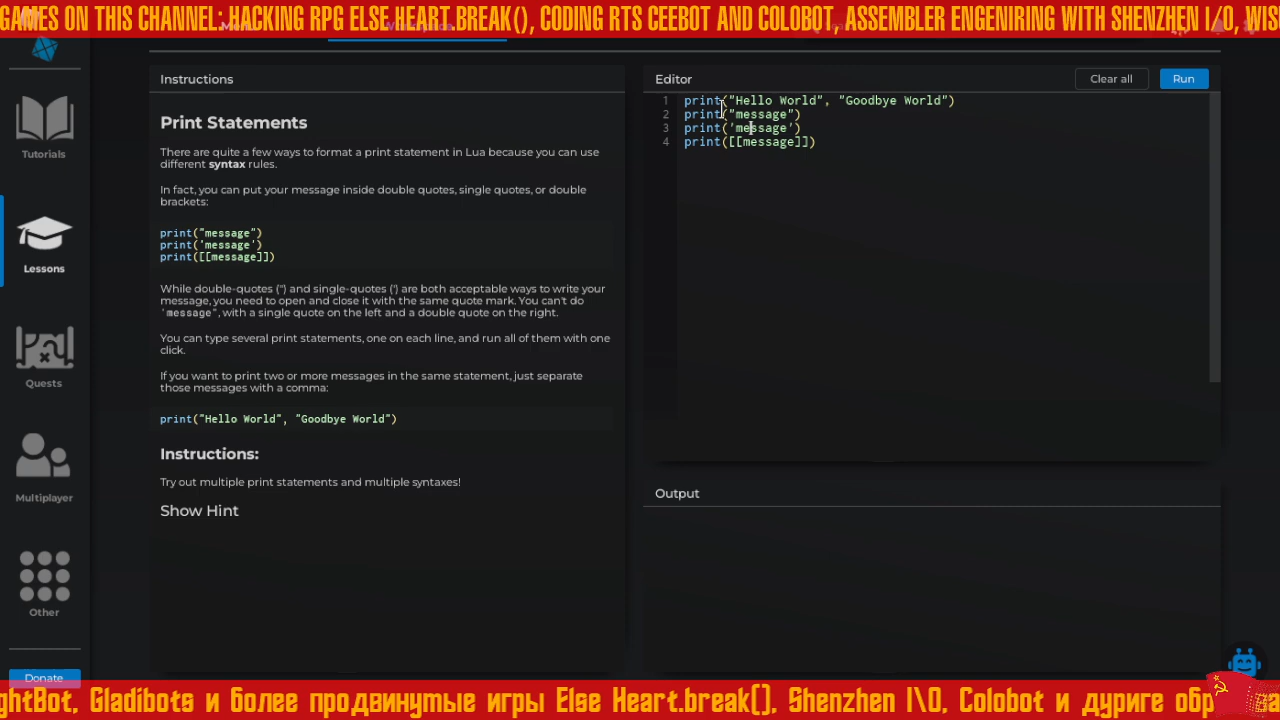 GAMES ON THIS CHANNEL: HACKING RPG ELSE HEART BREAK(), CODING RTS CEEBOT AND COLOBOT, ASSEMBLER ENGENIRING WITH SHENZHEN I/O, WIS
Instructions
Print Statements
There are quite a few ways to format a print statement in Lua because you can use
different syntax rules.
In fact, you can put your message inside double quotes, single quotes, or double
brackets:
print("message")
print('message')
print([[message]])
While double-quotes (") and single-quotes (') are both acceptable ways to write your
message, you need to open and close it with the same quote mark. You can't do
'message", with a single quote on the left and a double quote on the right.
You can type several print statements, one on each line, and run all of them with one
click.
If you want to print two or more messages in the same statement, just separate
those messages with a comma:
print("Hello World", "Goodbye World")
Instructions:
Try out multiple print statements and multiple syntaxes!
Show Hint
Editor
Clear all
Run
1 print("Hello World", "Goodbye World")
2 print("message")
3 print('message')
4 print([[message]])
Output
Tutorials
Lessons
Quests
Multiplayer
Other
Donate
ghtBot, Gladibots и более продвинутые игры Else Heart.break(), Shenzhen I\O, Colobot и дуриге обр